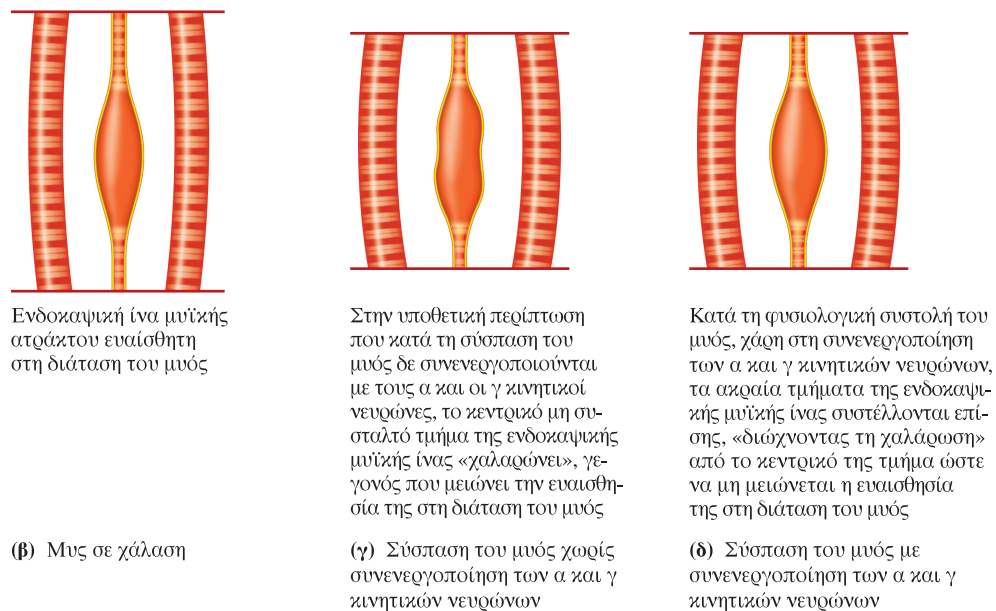 Ενδοκαψική ίνα μυϊκής
ατράκτου ευαίσθητη
στη διάταση του μυός
(β) Μυς σε χάλαση
Στην υποθετική περίπτωση
που κατά τη σύσπαση του
μυός δε συνενεργοποιούνται
με τους α και οι γ κινητικοί
νευρώνες, το κεντρικό μη συ-
σταλτό τμήμα της ενδοκαψικής
μυϊκής ίνας «χαλαρώνει», γε-
γονός που μειώνει την ευαισθη-
σία της στη διάταση του μυός
(γ) Σύσπαση του μυός χωρίς
συνενεργοποίηση των α και γ
κινητικών νευρώνων
Κατά τη φυσιολογική συστολή του
μυός, χάρη στη συνενεργοποίηση
των α και γ κινητικών νευρώνων,
τα ακραία τμήματα της ενδοκαψι-
κής μυϊκής ίνας συστέλλονται επί-
σης, «διώχνοντας τη χαλάρωση»
από το κεντρικό της τμήμα ώστε
να μη μειώνεται η ευαισθησία
της στη διάταση του μυός
(δ) Σύσπαση του μυός με
συνενεργοποίηση των α και γ
κινητικών νευρώνων